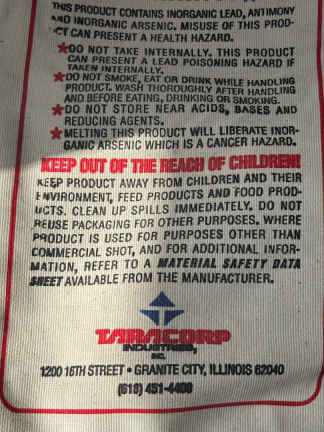 THIS PRODUCT CONTAINS INORGANIC LEAD, ANTIMONY
AND INORGANIC ARSENIC. MISUSE OF THIS PROD-
UCT CAN PRESENT A HEALTH HAZARD.
★DO NOT TAKE INTERNALLY. THIS PRODUCT
CAN PRESENT A LEAD POISONING HAZARD IF
TAKEN INTERNALLY.
★DO NOT SMOKE, EAT OR DRINK WHILE HANDLING
PRODUCT. WASH THOROUGHLY AFTER HANDLING
AND BEFORE EATING, DRINKING OR SMOKING.
★DO NOT STORE NEAR ACIDS, BASES AND
REDUCING AGENTS.
★MELTING THIS PRODUCT WILL LIBERATE INOR-
GANIC ARSENIC WHICH IS A CANCER HAZARD.
KEEP OUT OF THE REACH OF CHILDREN!
KEEP PRODUCT AWAY FROM CHILDREN AND THEIR
ENVIRONMENT, FEED PRODUCTS AND FOOD PROD-
UCTS. CLEAN UP SPILLS IMMEDIATELY. DO NOT
REUSE PACKAGING FOR OTHER PURPOSES. WHERE
PRODUCT IS USED FOR PURPOSES OTHER THAN
COMMERCIAL SHOT, AND FOR ADDITIONAL INFOR-
MATION, REFER TO A MATERIAL SAFETY DATA
SHEET AVAILABLE FROM THE MANUFACTURER.
TARACORP
INDUSTRIES,
INC.
1200 16TH STREET • GRANITE CITY, ILLINOIS 62040
(618) 451-4400